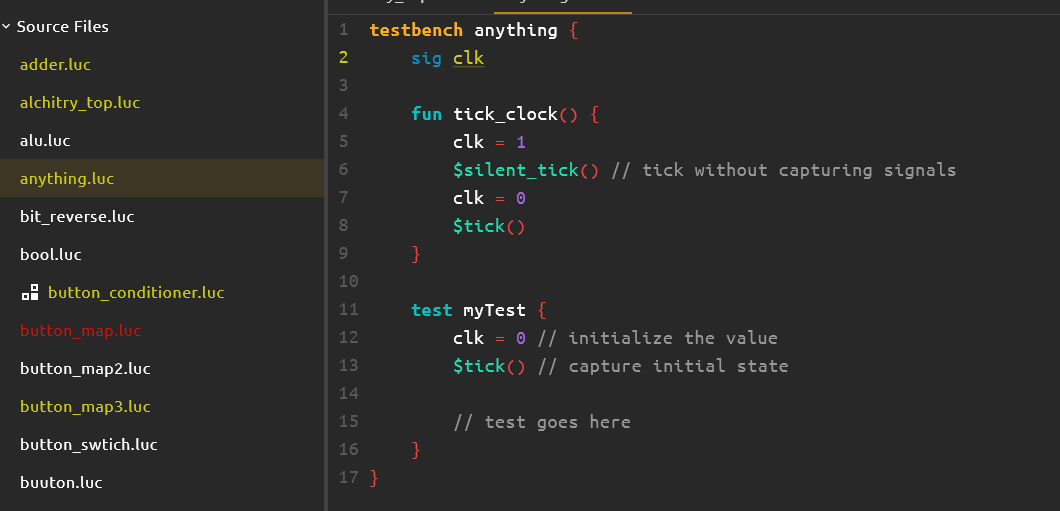 Source Files
adder.luc
alchitry_top.luc
alu.luc
anything.luc
bit_reverse.luc
bool.luc
button_conditioner.luc
button_map.luc
button_map2.luc
button_map3.luc
button_swtich.luc
buuton.luc
1 testbench anything {
2 sig clk
3
4 fun tick_clock() {
5 clk = 1
6 $silent_tick() // tick without capturing signals
7 clk = 0
8 $tick()
9 }
10
11 test myTest {
12 clk = 0 // initialize the value
13 $tick() // capture initial state
14
15 // test goes here
16 }
17 }